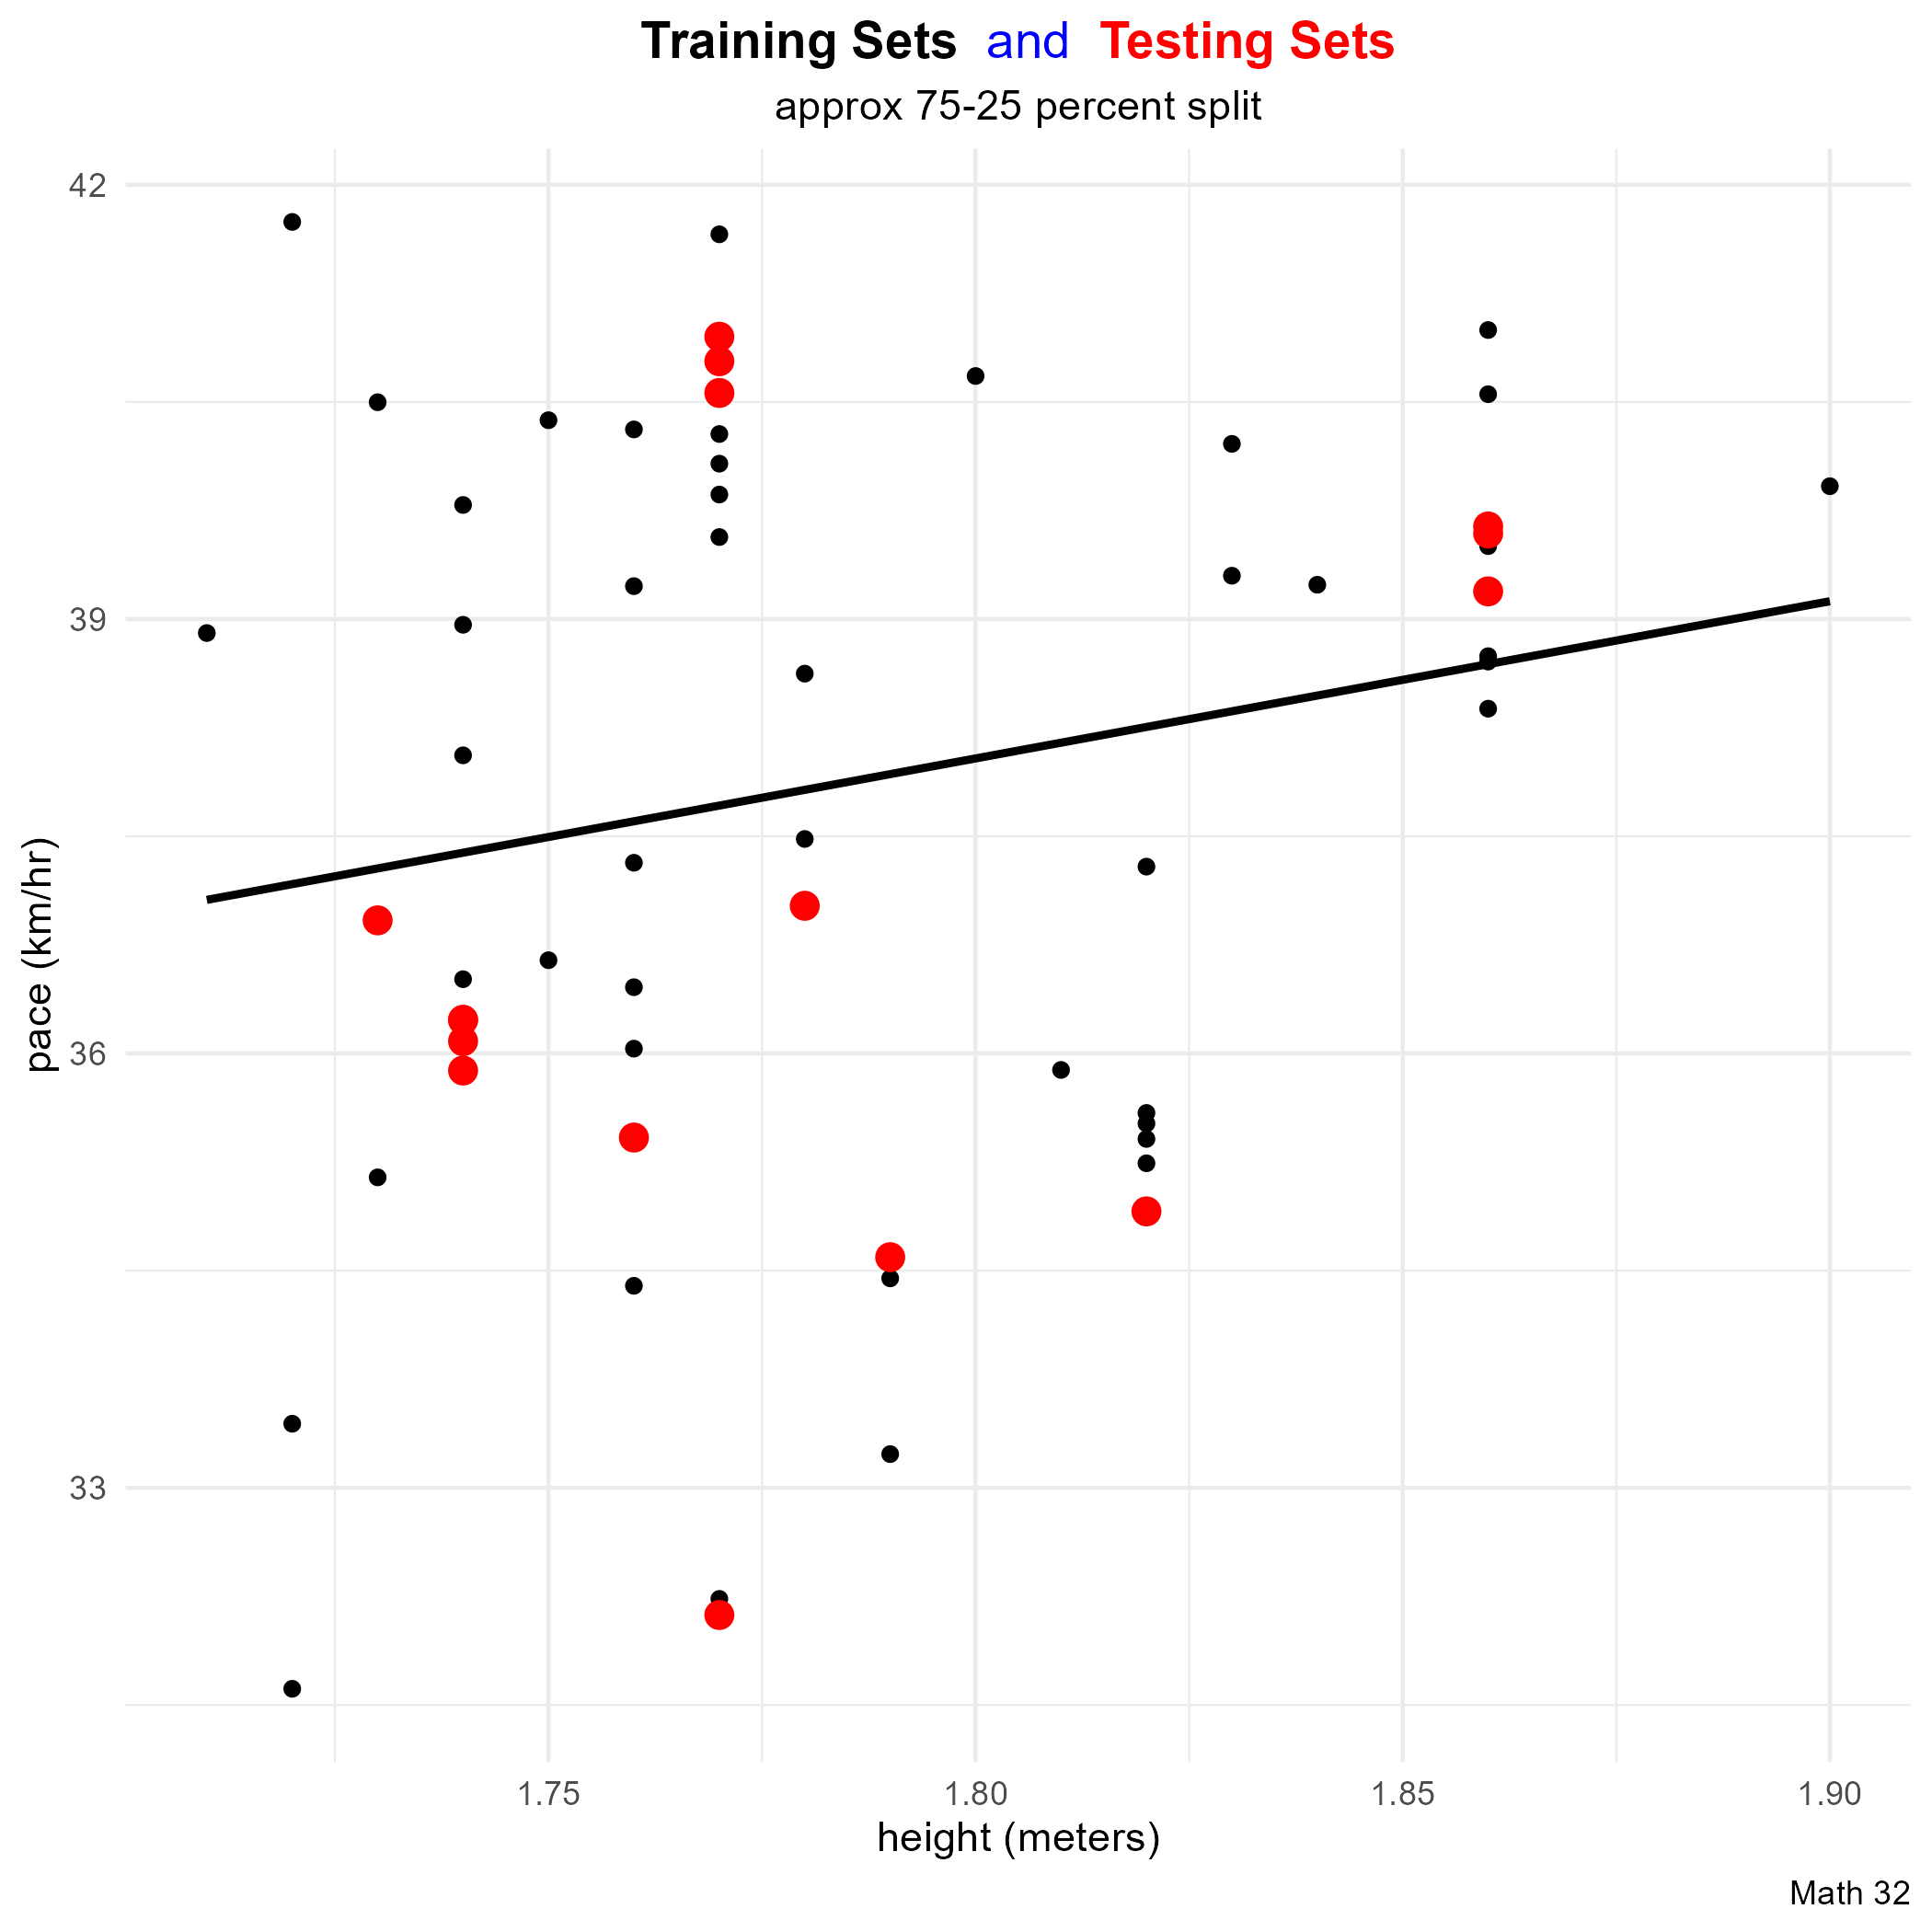 Training Sets and Testing Sets
approx 75-25 percent split
42
39
36
33
pace (km/hr)
1.75 1.80 1.85 1.90
height (meters)
Math 32